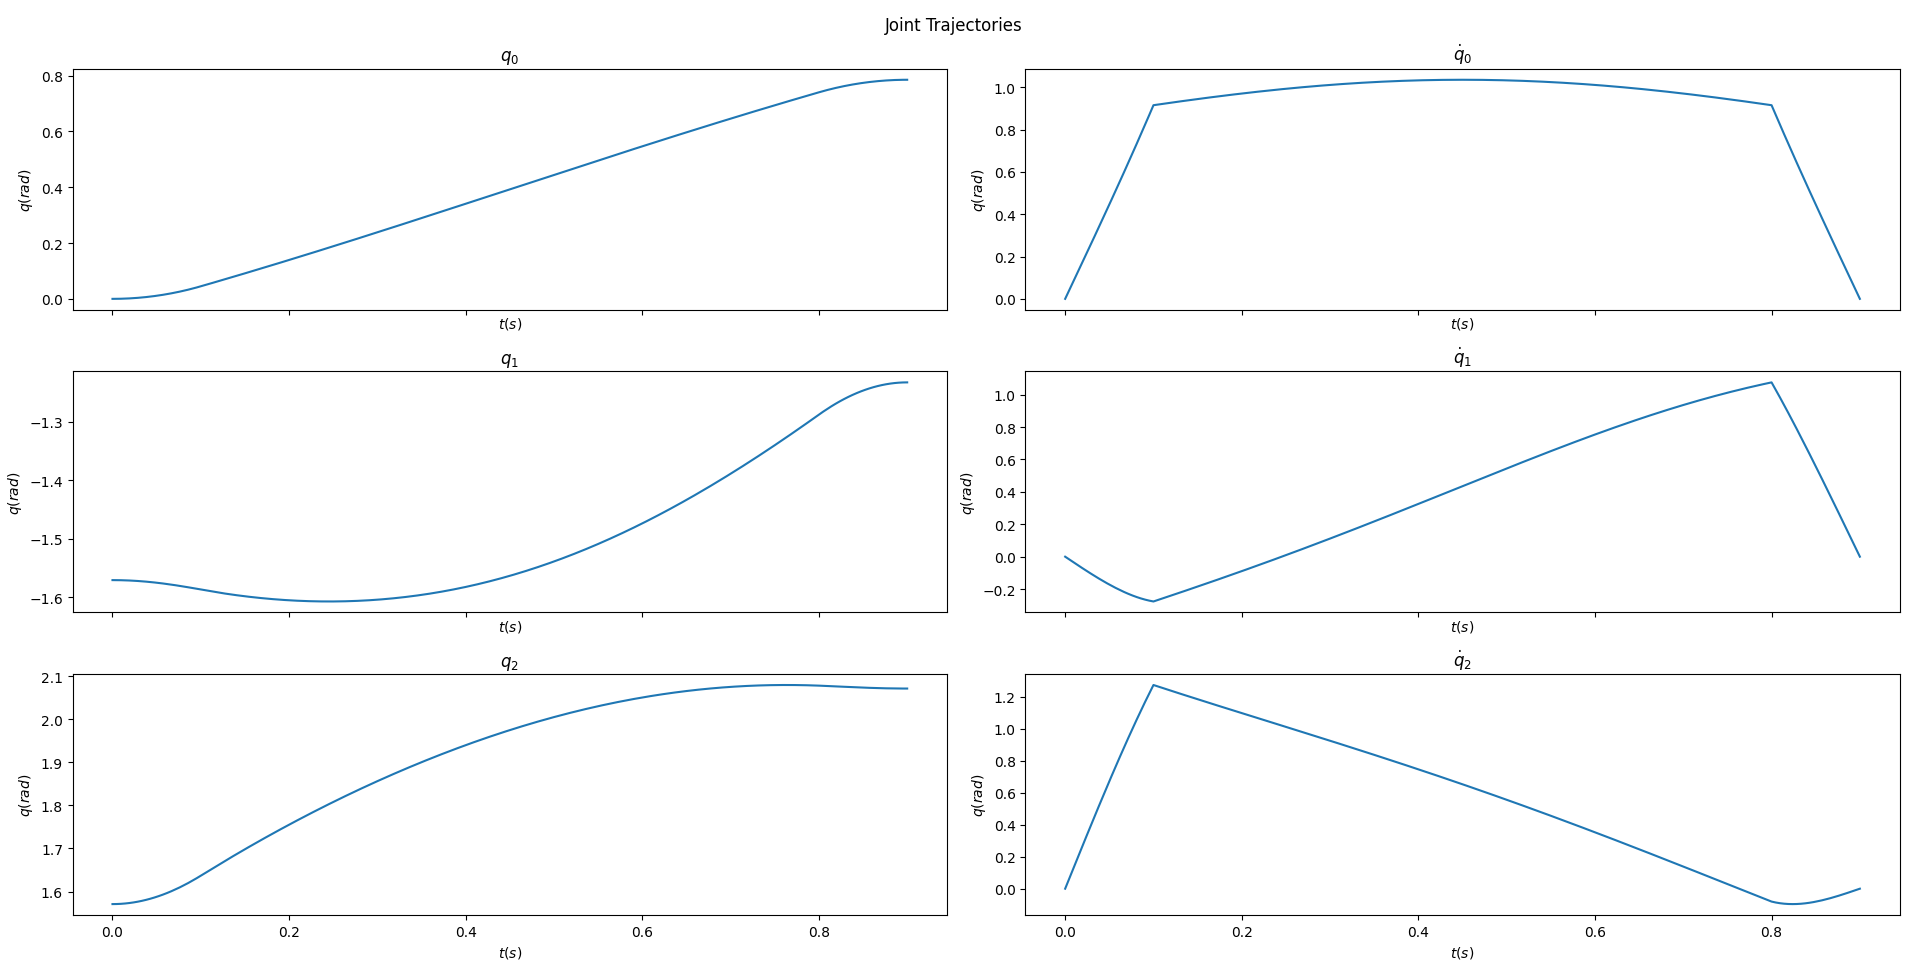 Joint Trajectories
q₀
0.8
0.6
0.4
0.2
0.0
q(rad)
t(s)
q̇₀
1.0
0.8
0.6
0.4
0.2
0.0
q(rad)
t(s)
q₁
−1.3
−1.4
−1.5
−1.6
q(rad)
t(s)
q̇₁
1.0
0.8
0.6
0.4
0.2
0.0
−0.2
q(rad)
t(s)
q₂
2.1
2.0
1.9
1.8
1.7
1.6
q(rad)
0.0 0.2 0.4 0.6 0.8
t(s)
q̇₂
1.2
1.0
0.8
0.6
0.4
0.2
0.0
q(rad)
0.0 0.2 0.4 0.6 0.8
t(s)